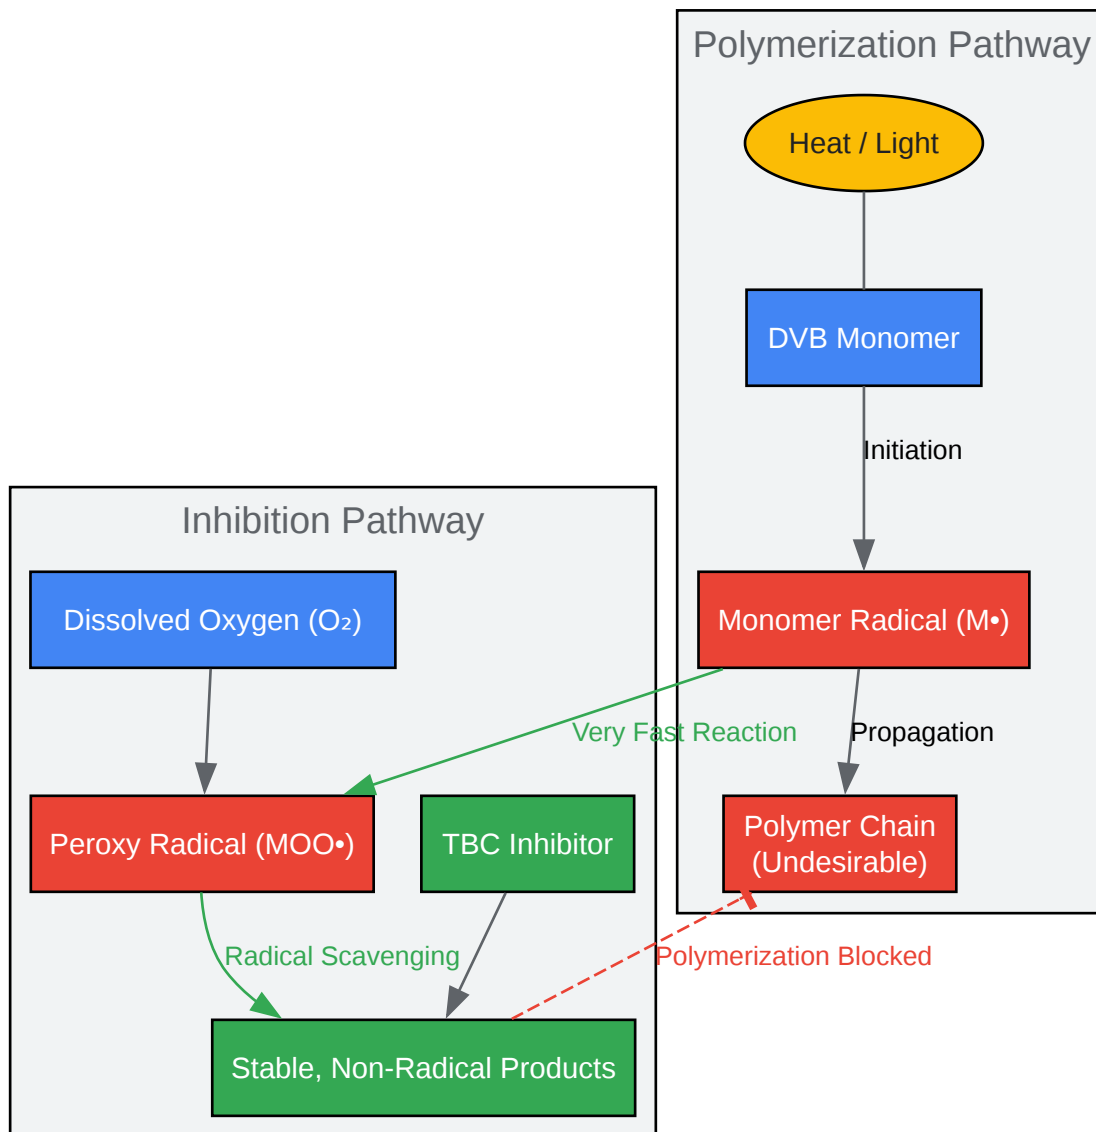 Polymerization Pathway
Heat / Light
DVB Monomer
Initiation
Inhibition Pathway
Dissolved Oxygen (O₂)
Monomer Radical (M•)
Very Fast Reaction
Propagation
Peroxy Radical (MOO•)
TBC Inhibitor
Polymer Chain
(Undesirable)
Radical Scavenging
Polymerization Blocked
Stable, Non-Radical Products